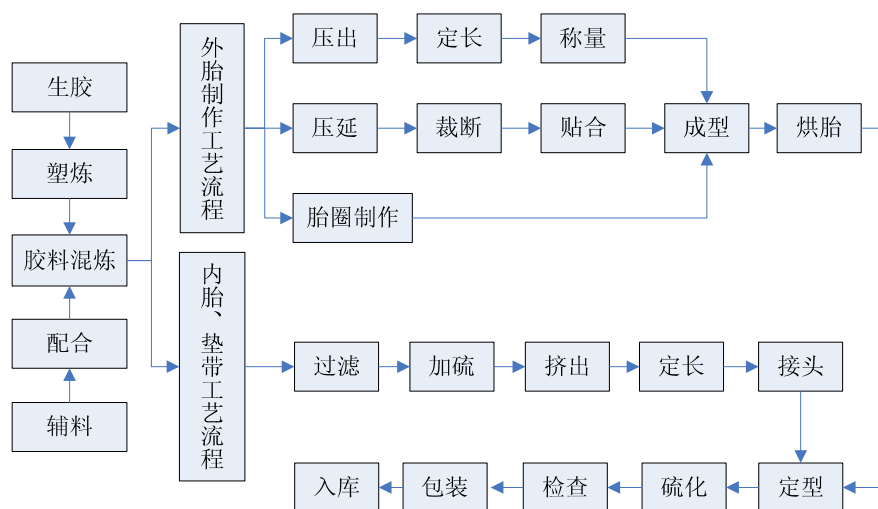 生胶
塑炼
胶料混炼
配合
辅料
外胎制作工艺流程
压出
定长
称量
压延
裁断
贴合
成型
烘胎
胎圈制作
内胎、垫带工艺流程
过滤
加硫
挤出
定长
接头
定型
硫化
检查
包装
入库